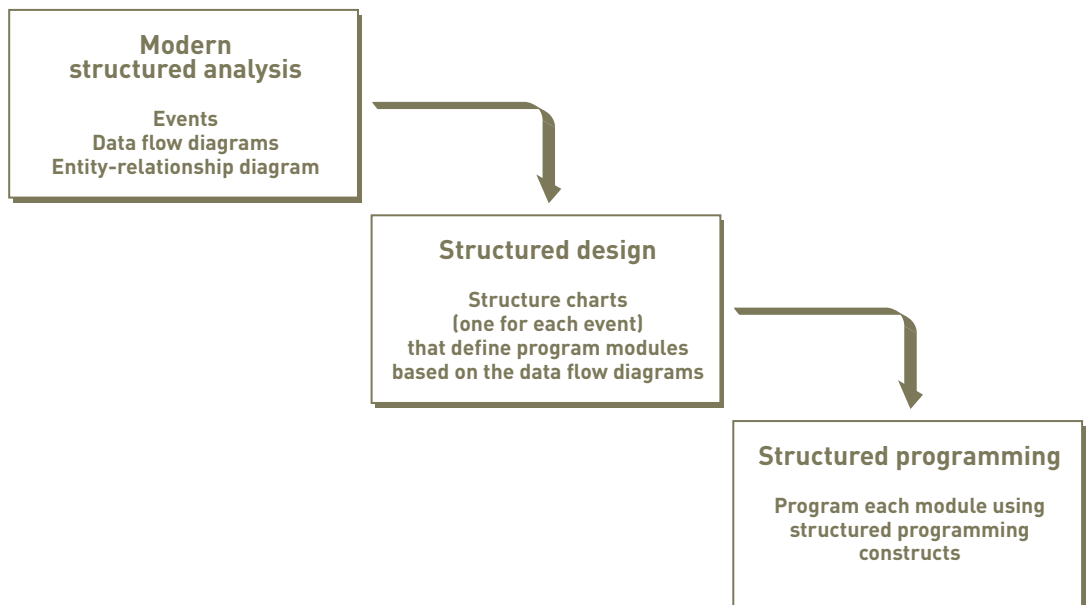 Modern
structured analysis
Events
Data flow diagrams
Entity-relationship diagram
Structured design
Structure charts
(one for each event)
that define program modules
based on the data flow diagrams
Structured programming
Program each module using
structured programming
constructs